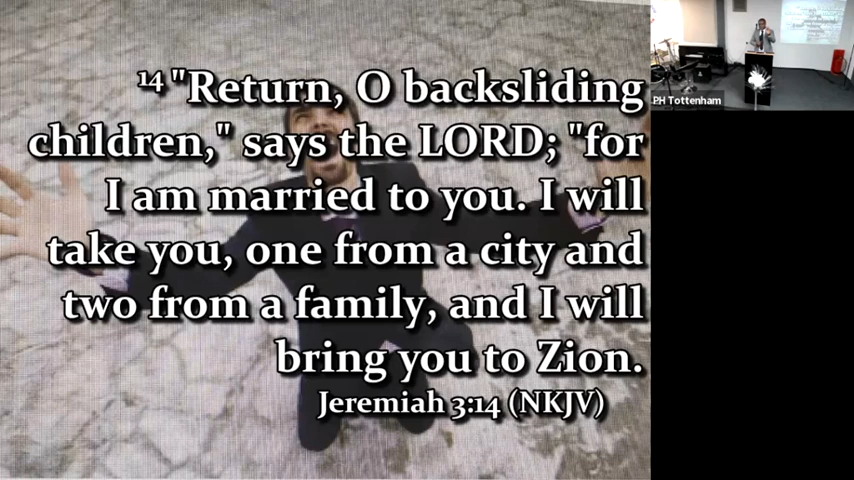 14 "Return, O backsliding
children," says the LORD; "for
I am married to you. I will
take you, one from a city and
two from a family, and I will
bring you to Zion.
Jeremiah 3:14 (NKJV)
PH Tottenham